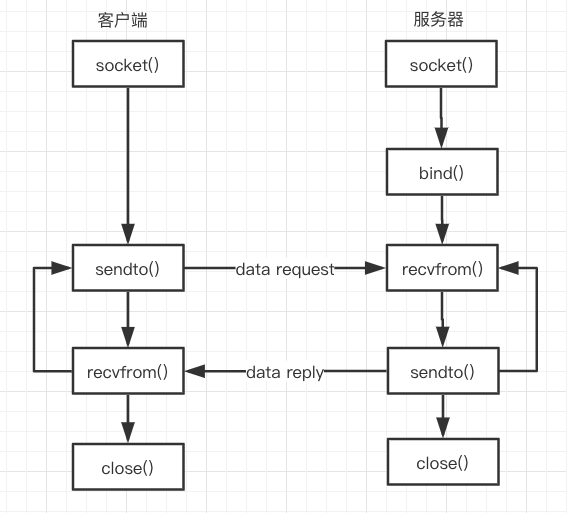 客户端
服务器
socket()
socket()
bind()
sendto()
data request
recvfrom()
recvfrom()
data reply
sendto()
close()
close()